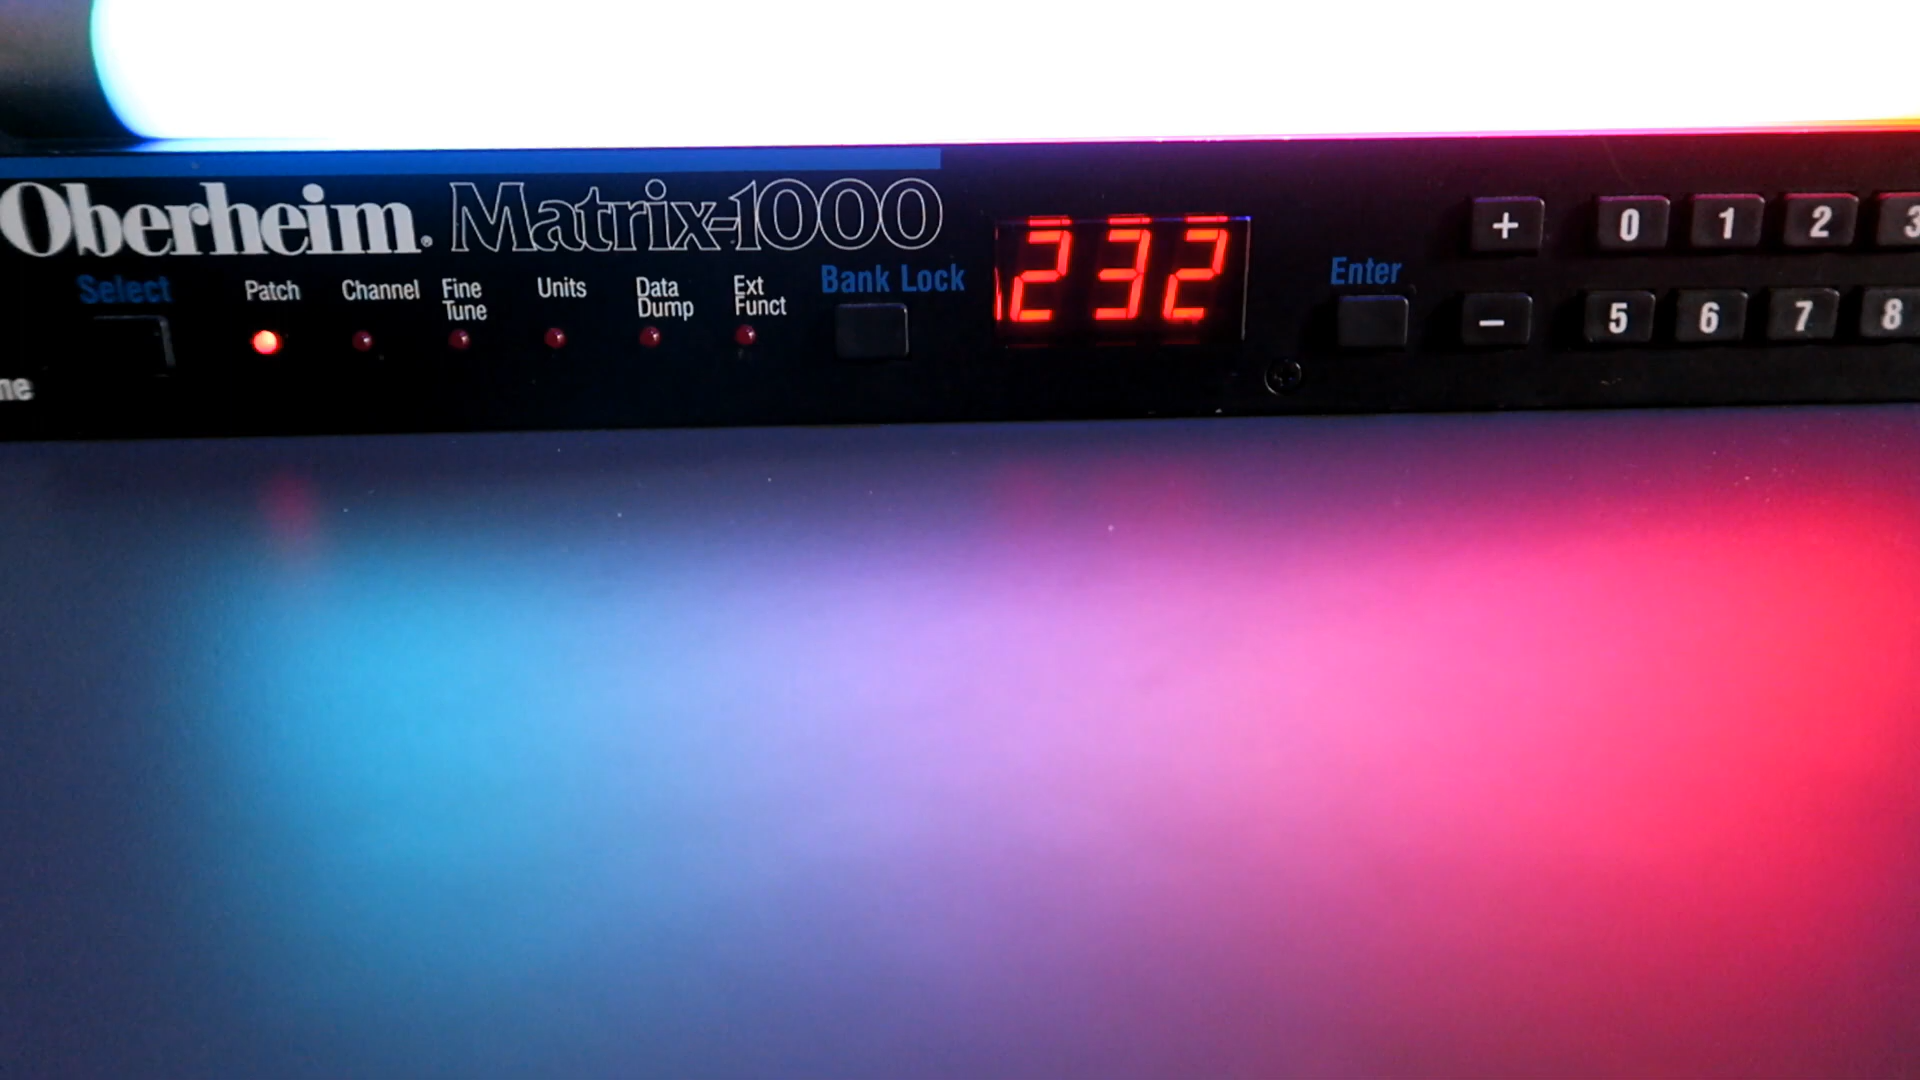 Oberheim. Matrix-1000
Select
Patch
Channel
Fine
Tune
Units
Data
Dump
Ext
Funct
Bank Lock
232
Enter
+ 0 1 2 3
− 5 6 7 8